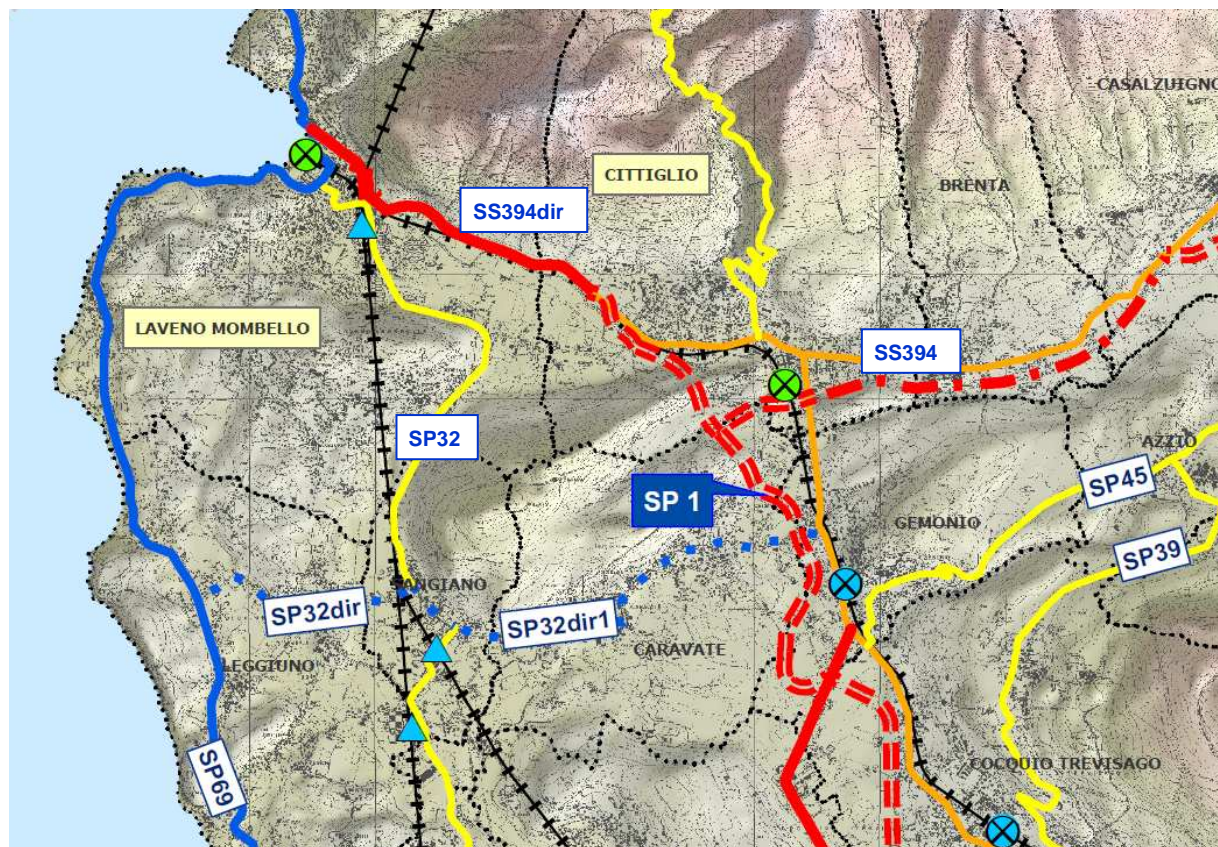 CASALZUIGNO
CITTIGLIO
BRENTA
SS394dir
LAVENO MOMBELLO
SS394
SP32
AZZIO
SP45
SP 1
GEMONIO
SP39
SANGIANO
SP32dir
SP32dir1
CARAVATE
LEGGIUNO
COCQUIO TREVISAGO
SP69